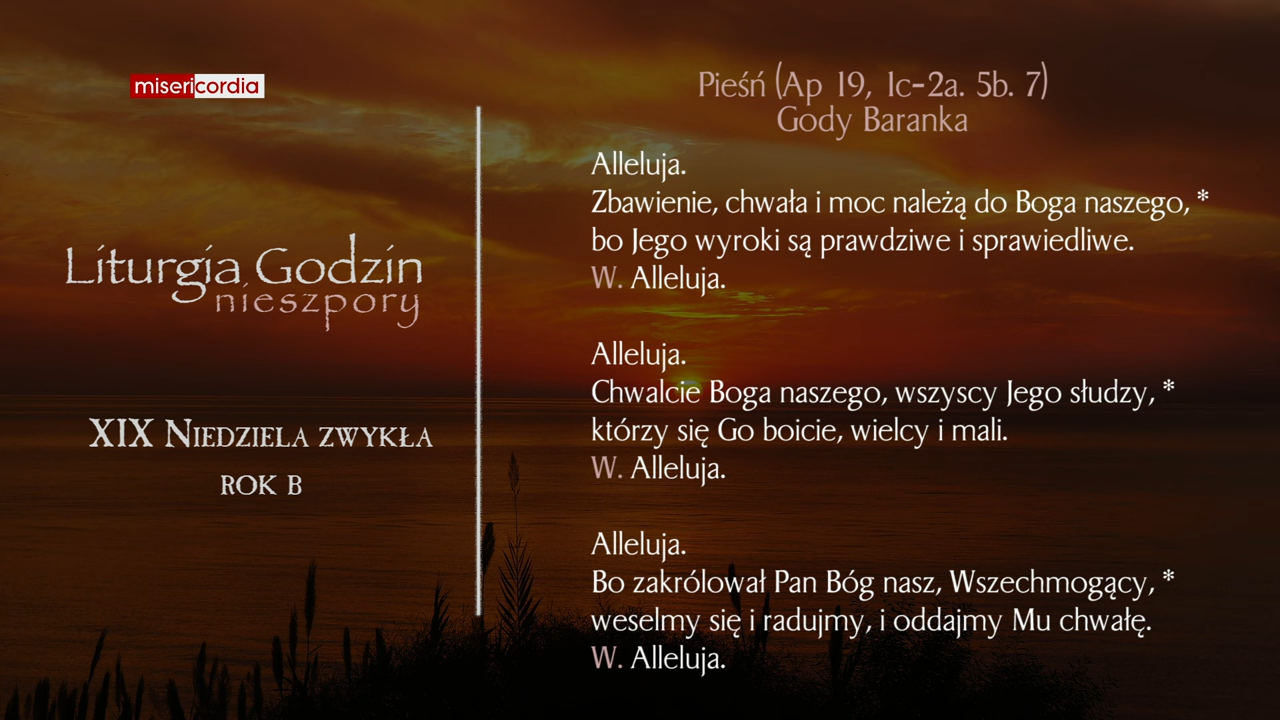 misericordia
Liturgia Godzin
nieszpory
XIX Niedziela zwykła
rok B
Pieśń (Ap 19, 1c-2a. 5b. 7)
Gody Baranka
Alleluja.
Zbawienie, chwała i moc należą do Boga naszego, *
bo Jego wyroki są prawdziwe i sprawiedliwe.
W. Alleluja.
Alleluja.
Chwalcie Boga naszego, wszyscy Jego słudzy, *
którzy się Go boicie, wielcy i mali.
W. Alleluja.
Alleluja.
Bo zakrólował Pan Bóg nasz, Wszechmogący, *
weselmy się i radujmy, i oddajmy Mu chwałę.
W. Alleluja.